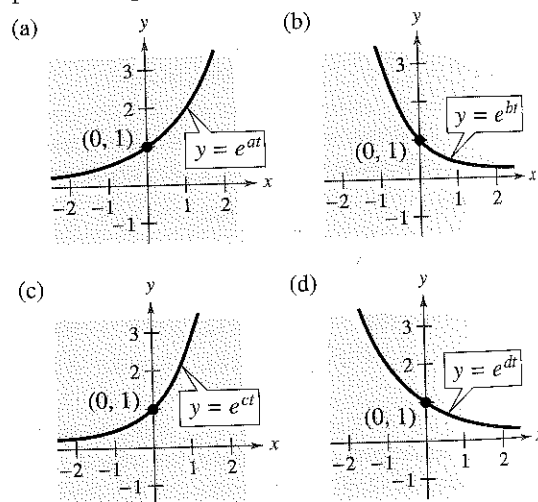 (a)
y
3
2
(0, 1)
y = e^{at}
-2 -1 1 2 x
-1
(b)
y
3
(0, 1)
y = e^{bt}
-2 -1 1 2 x
-1
(c)
y
3
2
(0, 1)
y = e^{ct}
-2 -1 1 2 x
-1
(d)
y
3
2
(0, 1)
y = e^{dt}
-2 -1 1 2
-1